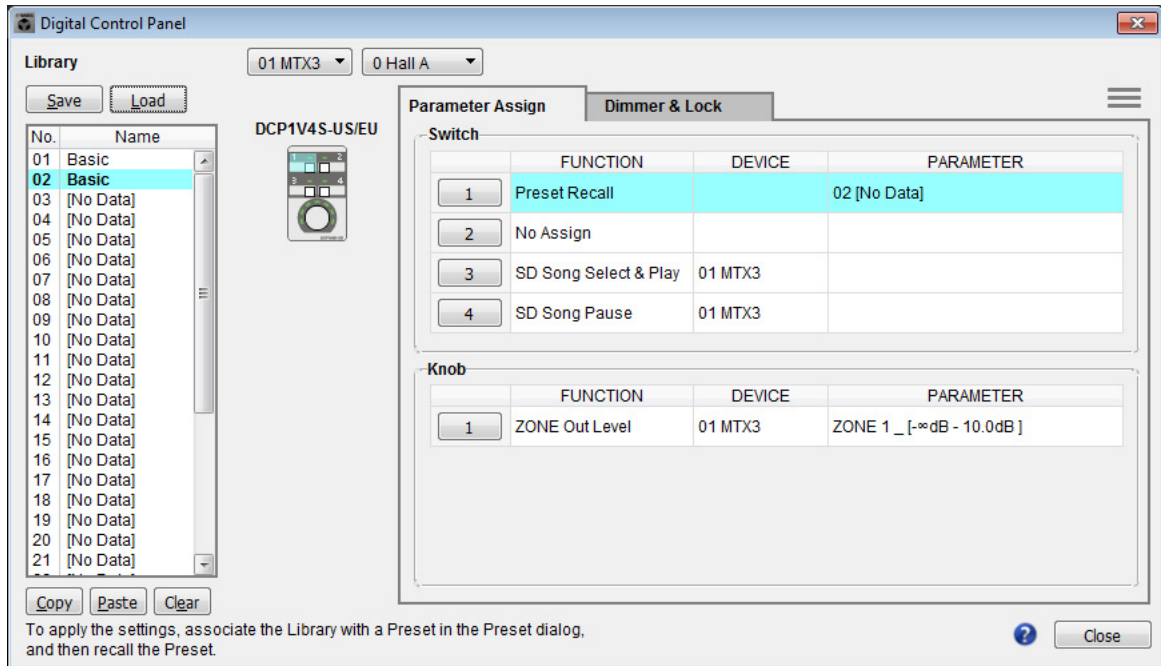 Digital Control Panel
Library
01 MTX3
0 Hall A
Save Load
Parameter Assign Dimmer & Lock
No. Name
01 Basic
02 Basic
03 [No Data]
04 [No Data]
05 [No Data]
06 [No Data]
07 [No Data]
08 [No Data]
09 [No Data]
10 [No Data]
11 [No Data]
12 [No Data]
13 [No Data]
14 [No Data]
15 [No Data]
16 [No Data]
17 [No Data]
18 [No Data]
19 [No Data]
20 [No Data]
21 [No Data]
Copy Paste Clear
DCP1V4S-US/EU
1 2
3 4
Switch
FUNCTION DEVICE PARAMETER
1 Preset Recall 02 [No Data]
2 No Assign
3 SD Song Select & Play 01 MTX3
4 SD Song Pause 01 MTX3
Knob
FUNCTION DEVICE PARAMETER
1 ZONE Out Level 01 MTX3 ZONE 1 _ [-∞dB - 10.0dB ]
To apply the settings, associate the Library with a Preset in the Preset dialog,
and then recall the Preset.
? Close